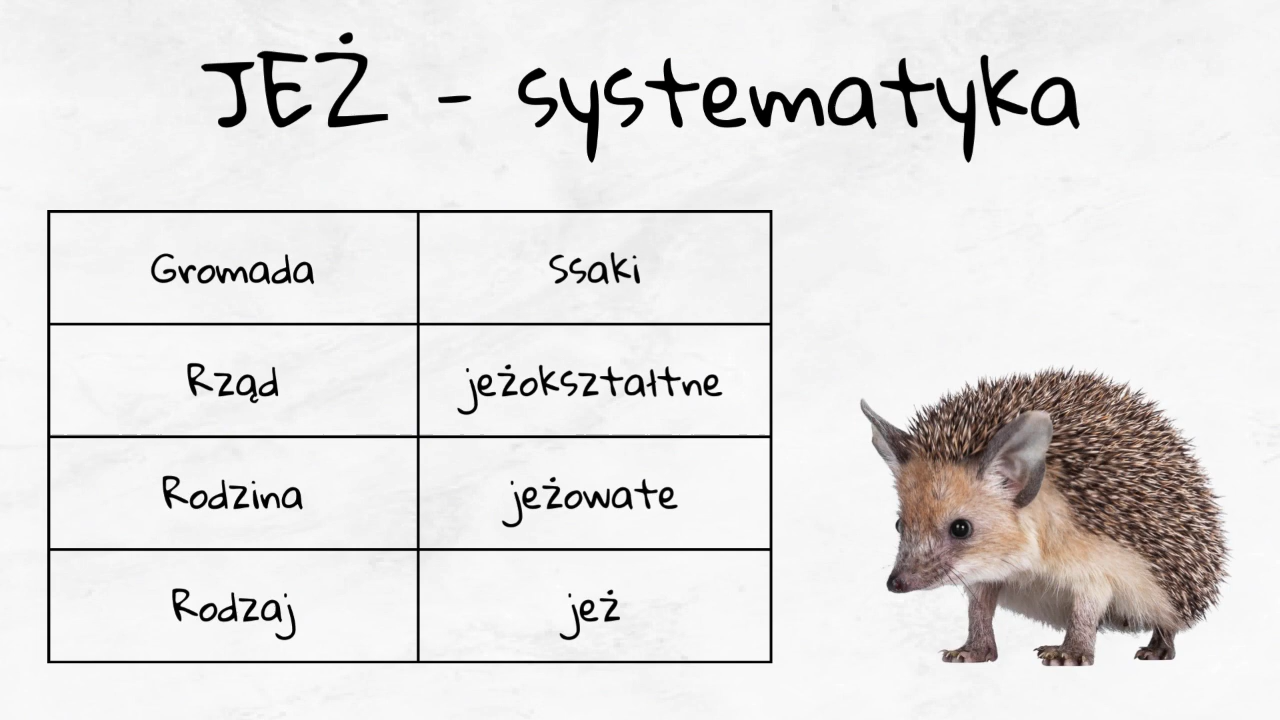 JEŻ - systematyka
Gromada Ssaki
Rząd jeżokształtne
Rodzina jeżowate
Rodzaj jeż